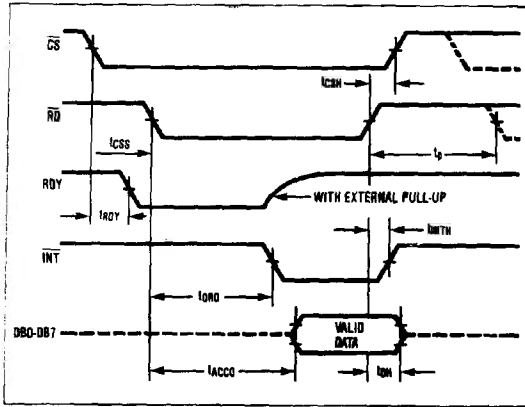 CS
tCSH
RD
tCSS
tp
RDY
WITH EXTERNAL PULL-UP
tRDY
tINTH
INT
tCRD
DB0-DB7
VALID
DATA
tACC0
tDH